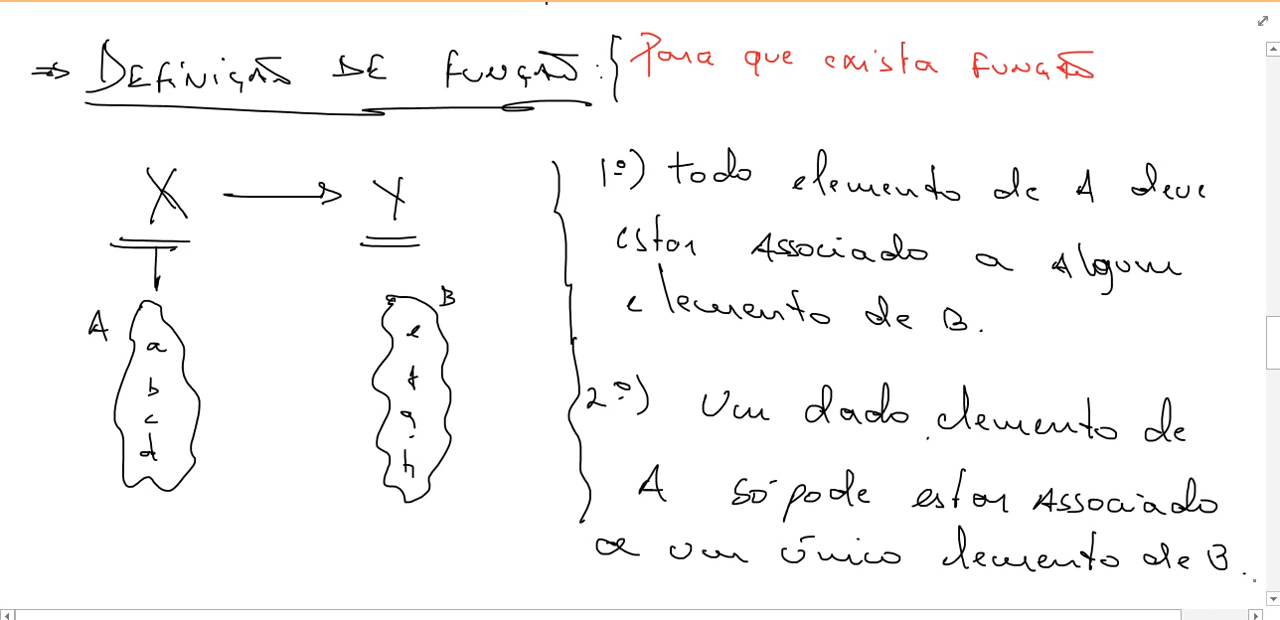 ⇒ DEFINIÇÃO DE FUNÇÃO: { Para que exista FUNÇÃO
X → Y
A
a
b
c
d
B
e
f
g
h
1º) todo elemento de A deve
estar Associado a Algum
elemento de B.
2º) Um dado elemento de
A só pode estar Associado
a um único elemento de B.